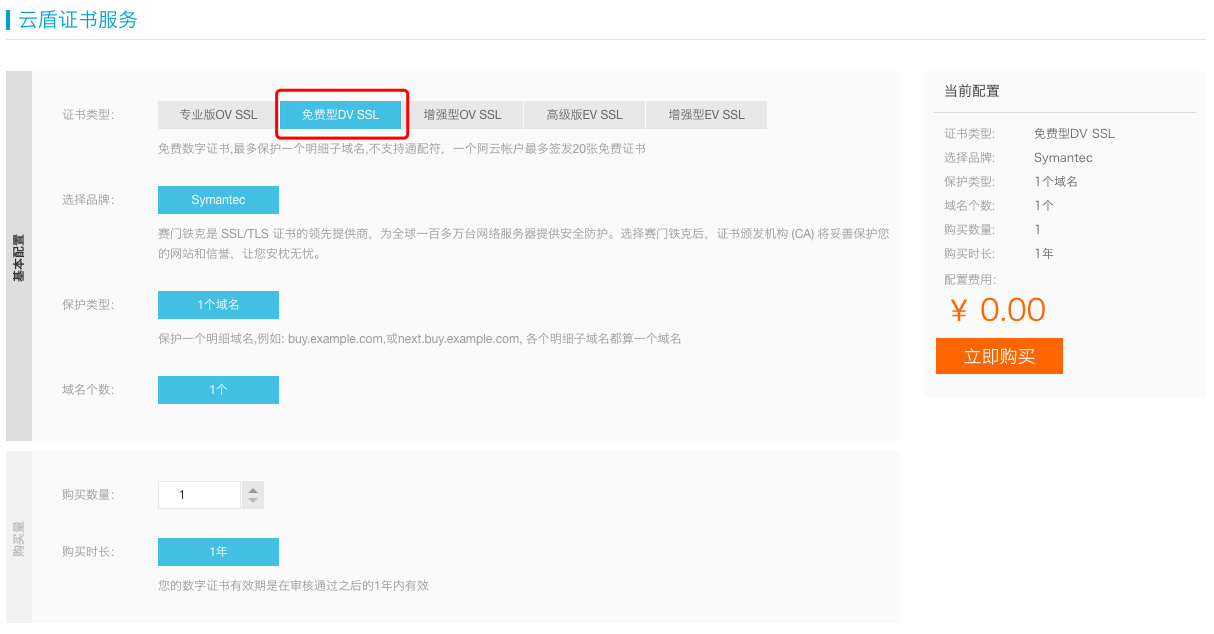 云盾证书服务
基本配置
证书类型:
专业版OV SSL
免费型DV SSL
增强型OV SSL
高级版EV SSL
增强型EV SSL
免费数字证书,最多保护一个明细子域名,不支持通配符，一个阿云帐户最多签发20张免费证书
选择品牌:
Symantec
赛门铁克是 SSL/TLS 证书的领先提供商，为全球一百多万台网络服务器提供安全防护。选择赛门铁克后，证书颁发机构 (CA) 将妥善保护您
的网站和信誉，让您安枕无忧。
保护类型:
1个域名
保护一个明细域名,例如: buy.example.com,或next.buy.example.com, 各个明细子域名都算一个域名
域名个数:
1个
购买量
购买数量:
1
购买时长:
1年
您的数字证书有效期是在审核通过之后的1年内有效
当前配置
证书类型: 免费型DV SSL
选择品牌: Symantec
保护类型: 1个域名
域名个数: 1个
购买数量: 1
购买时长: 1年
配置费用:
¥ 0.00
立即购买